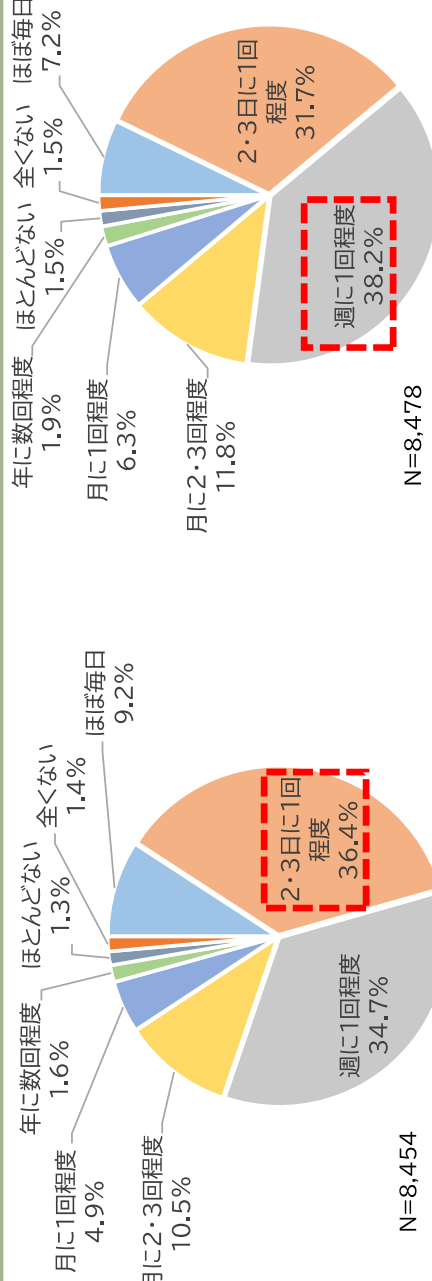 ほぼ毎日
9.2%
2・3日に1回
程度
36.4%
週に1回程度
34.7%
月に2・3回程度
10.5%
月に1回程度
4.9%
年に数回程度
1.6%
ほとんどない
1.3%
全くない
1.4%
N=8,454
ほぼ毎日
7.2%
2・3日に1回
程度
31.7%
週に1回程度
38.2%
月に2・3回程度
11.8%
月に1回程度
6.3%
年に数回程度
1.9%
ほとんどない
1.5%
全くない
1.5%
N=8,478